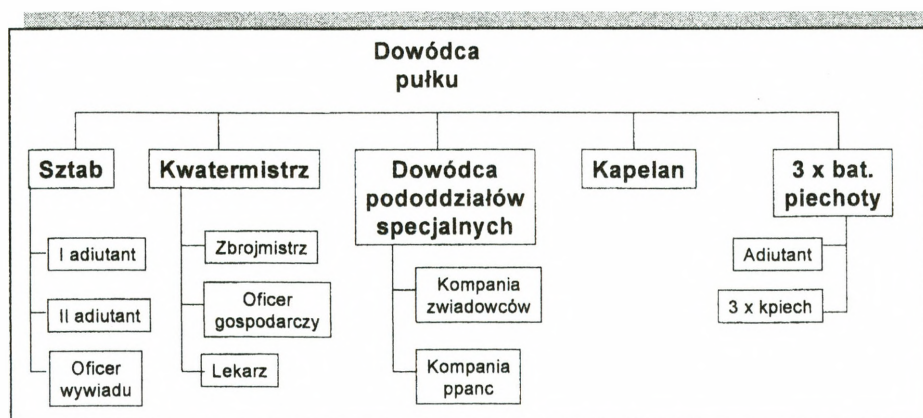 Dowódca
pułku
Sztab
I adiutant
II adiutant
Oficer
wywiadu
Kwatermistrz
Zbrojmistrz
Oficer
gospodarczy
Lekarz
Dowódca
pododdziałów
specjalnych
Kompania
zwiadowców
Kompania
ppanc
Kapelan
3 x bat.
piechoty
Adiutant
3 x kpiech